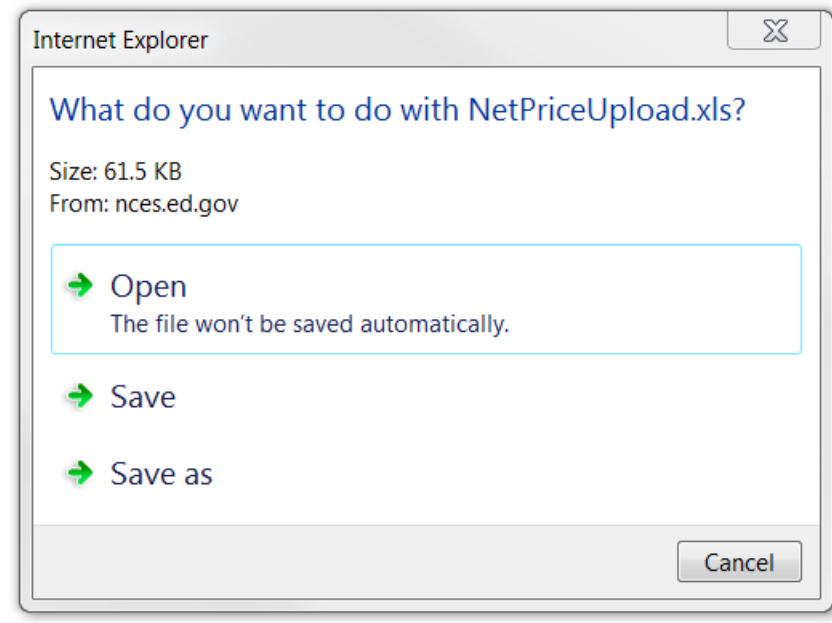 Internet Explorer
What do you want to do with NetPriceUpload.xls?
Size: 61.5 KB
From: nces.ed.gov
Open
The file won't be saved automatically.
Save
Save as
Cancel